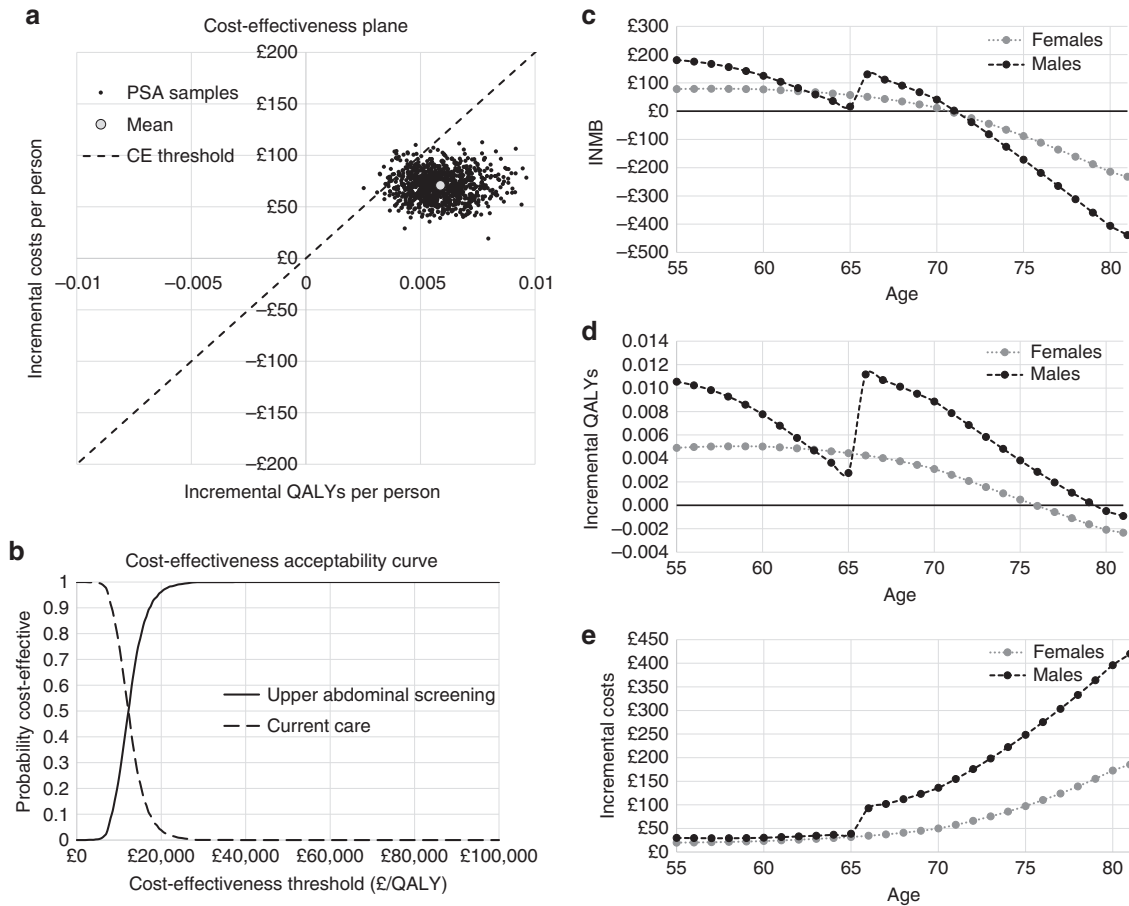 a
Cost-effectiveness plane
£200
£150
£100
£50
£0
–£50
–£100
–£150
–£200
–0.01
–0.005
0
0.005
0.01
PSA samples
Mean
CE threshold
Incremental costs per person
Incremental QALYs per person
b
Cost-effectiveness acceptability curve
1
0.9
0.8
0.7
0.6
0.5
0.4
0.3
0.2
0.1
0
£0
£20,000
£40,000
£60,000
£80,000
£100,000
Upper abdominal screening
Current care
Probability cost-effective
Cost-effectiveness threshold (£/QALY)
c
£300
£200
£100
£0
–£100
–£200
–£300
–£400
–£500
Females
Males
INMB
55
60
65
70
75
80
Age
d
0.014
0.012
0.010
0.008
0.006
0.004
0.002
0.000
–0.002
–0.004
Females
Males
Incremental QALYs
55
60
65
70
75
80
Age
e
£450
£400
£350
£300
£250
£200
£150
£100
£50
£0
Females
Males
Incremental costs
55
60
65
70
75
80
Age